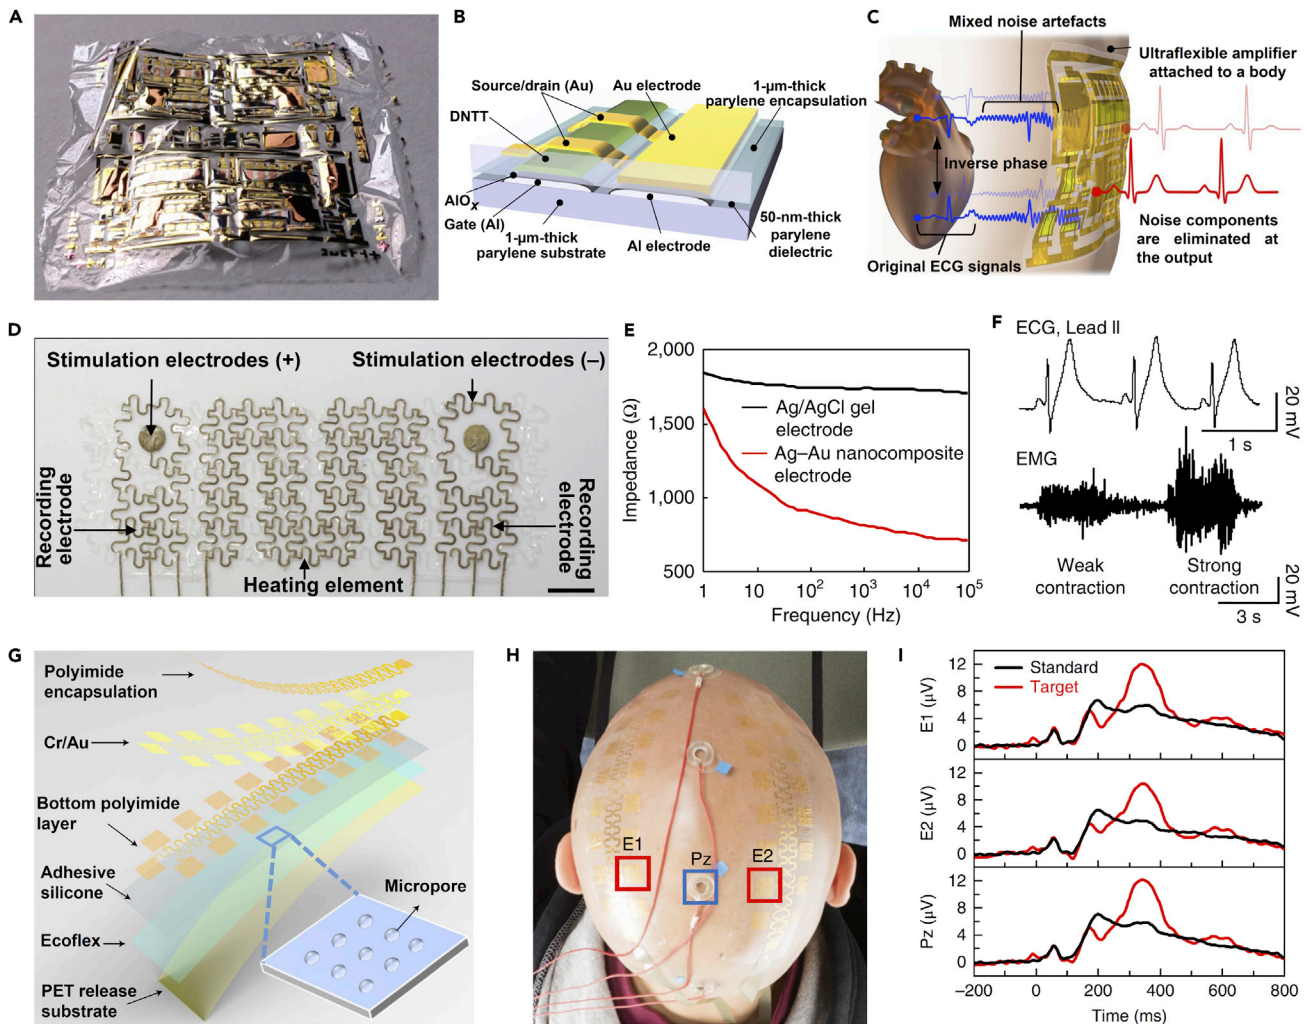 A
B
Source/drain (Au)
Au electrode
1-μm-thick
parylene encapsulation
DNTT
AlOx
Gate (Al)
1-μm-thick
parylene substrate
Al electrode
50-nm-thick
parylene
dielectric
C
Mixed noise artefacts
Ultraflexible amplifier
attached to a body
Inverse phase
Original ECG signals
Noise components
are eliminated at
the output
D
Stimulation electrodes (+)
Stimulation electrodes (–)
Recording
electrode
Recording
electrode
Heating element
E
2,000
1,500
1,000
500
Impedance (Ω)
Ag/AgCl gel
electrode
Ag–Au nanocomposite
electrode
1
10
10²
10³
10⁴
10⁵
Frequency (Hz)
F
ECG, Lead II
20 mV
1 s
EMG
Weak
contraction
Strong
contraction
20 mV
3 s
G
Polyimide
encapsulation
Cr/Au
Bottom polyimide
layer
Adhesive
silicone
Ecoflex
PET release
substrate
Micropore
H
E1
Pz
E2
I
Standard
Target
12
8
4
0
E1 (μV)
12
8
4
0
E2 (μV)
12
8
4
0
Pz (μV)
−200
0
200
400
600
800
Time (ms)